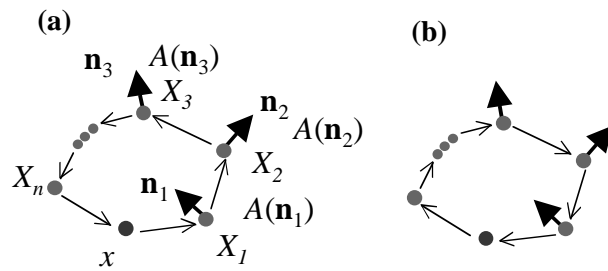 (a)
(b)
n₃
A(n₃)
X₃
n₂
A(n₂)
X₂
Xₙ
n₁
A(n₁)
X₁
x